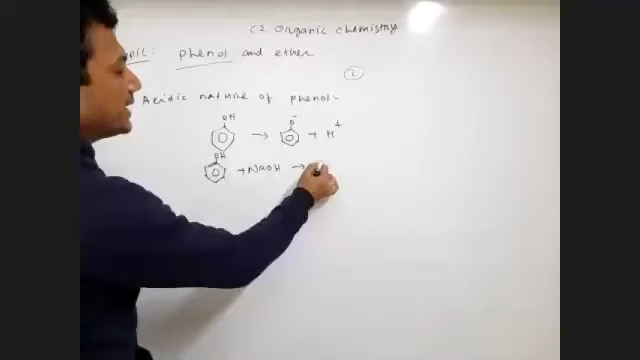 C2 Organic chemistry
phenol and ether
2
Acidic nature of phenol:-
OH O⁻
→ + H⁺
OH
+ NaOH →